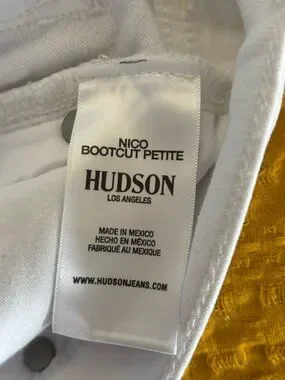 NICO
BOOTCUT PETITE
HUDSON
LOS ANGELES
MADE IN MEXICO
HECHO EN MÉXICO
FABRIQUÉ AU MEXIQUE
WWW.HUDSONJEANS.COM